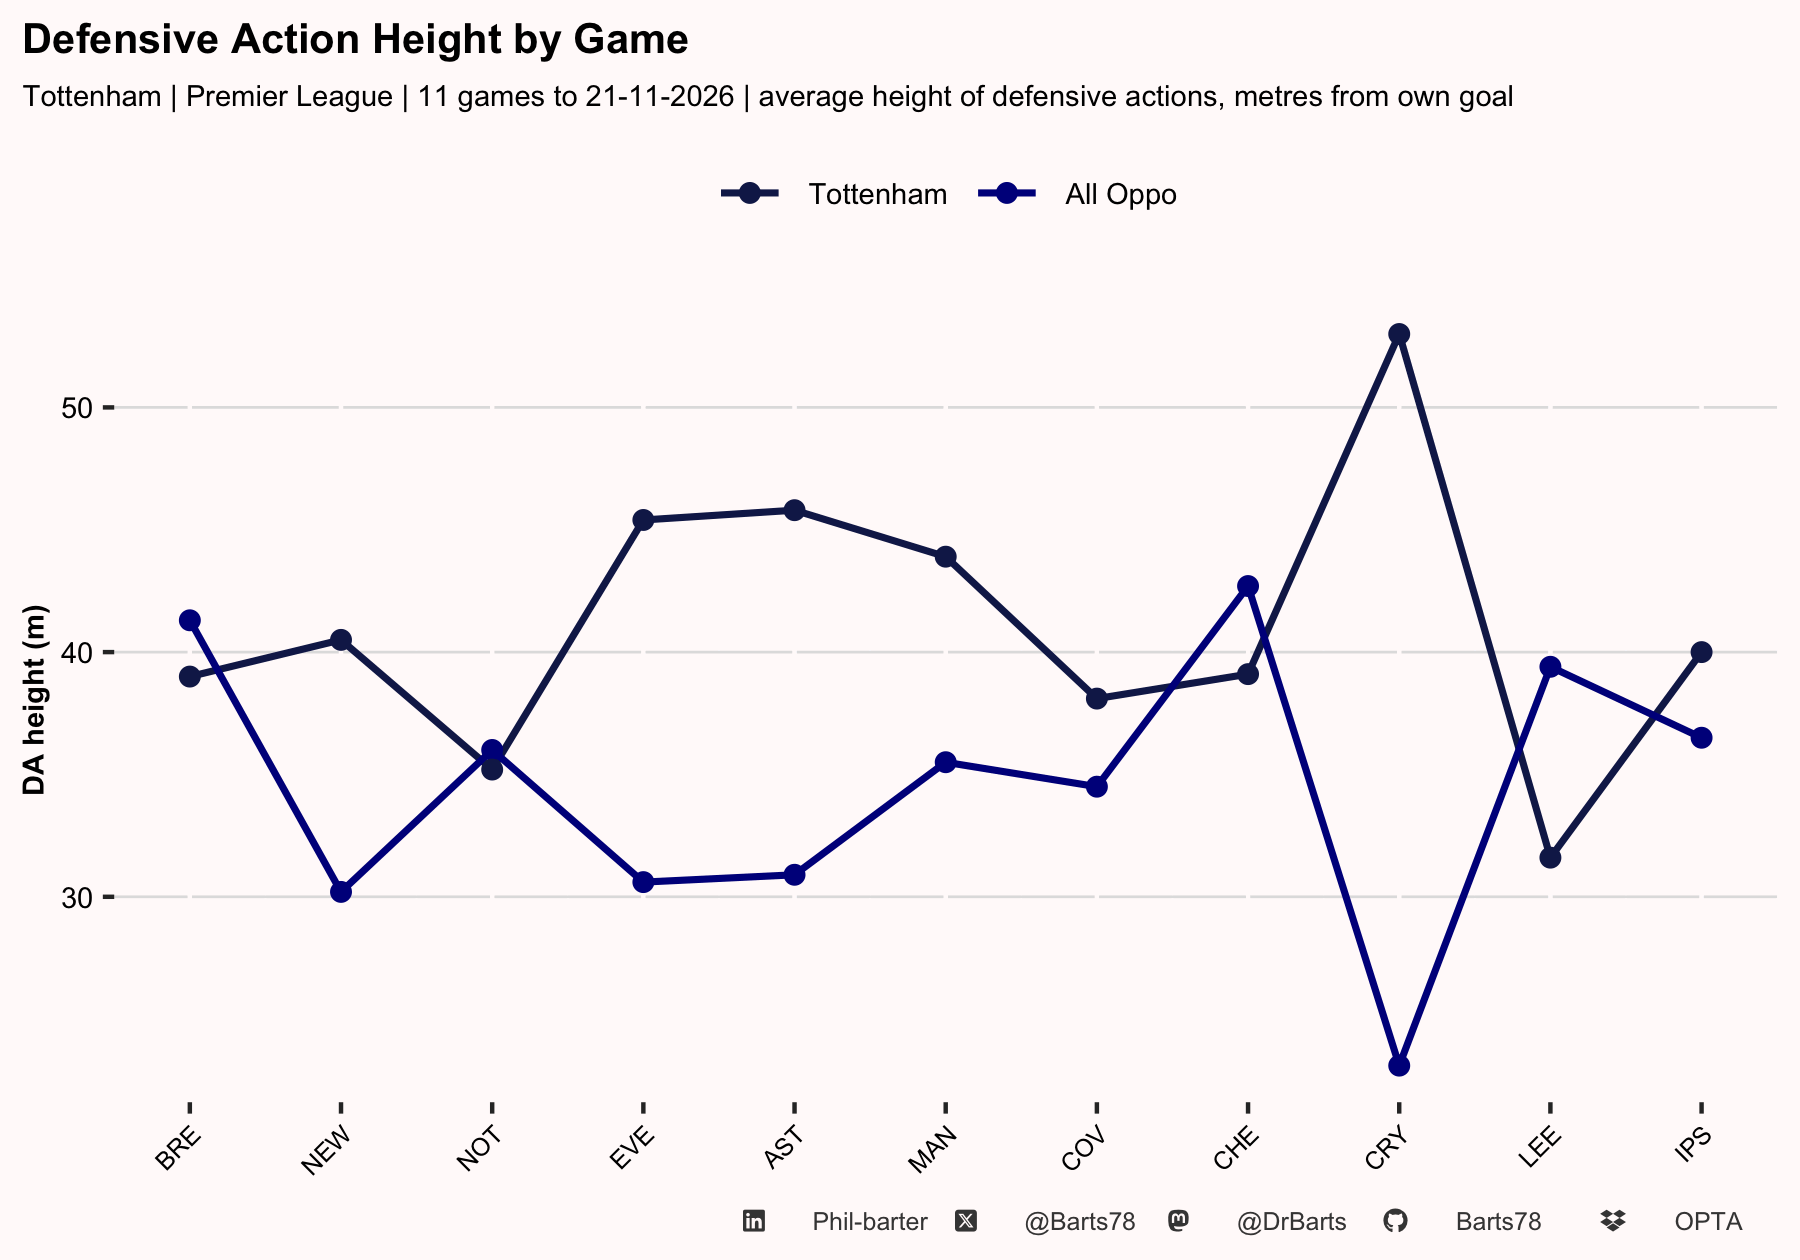 Defensive Action Height by Game
Tottenham | Premier League | 11 games to 21-11-2026 | average height of defensive actions, metres from own goal
Tottenham All Oppo
DA height (m)
50
40
30
BRE NEW NOT EVE AST MAN COV CHE CRY LEE IPS
Phil-barter @Barts78 @DrBarts Barts78 OPTA